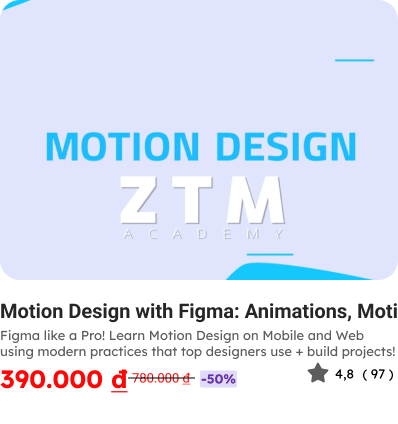 MOTION DESIGN
ZTM
ACADEMY
Motion Design with Figma: Animations, Moti
Figma like a Pro! Learn Motion Design on Mobile and Web
using modern practices that top designers use + build projects!
390.000 đ 780.000 đ -50% 4,8 ( 97 )